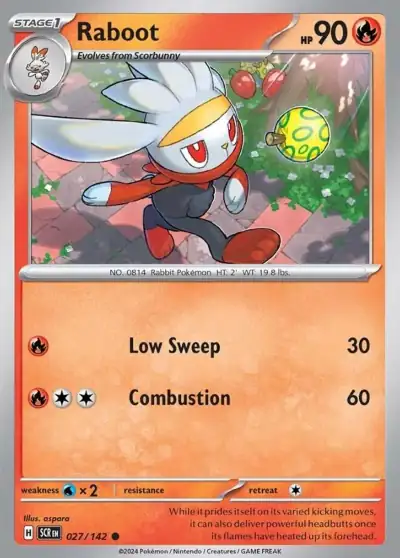 STAGE1
Raboot
HP 90
Evolves from Scorbunny
NO. 0814 Rabbit Pokémon HT: 2' WT: 19.8 lbs.
Low Sweep 30
Combustion 60
weakness ×2 resistance retreat
Illus. aspara
H SCR EN 027/142
While it prides itself on its varied kicking moves,
it can also deliver powerful headbutts once
its flames have heated up its forehead.
©2024 Pokémon / Nintendo / Creatures / GAME FREAK